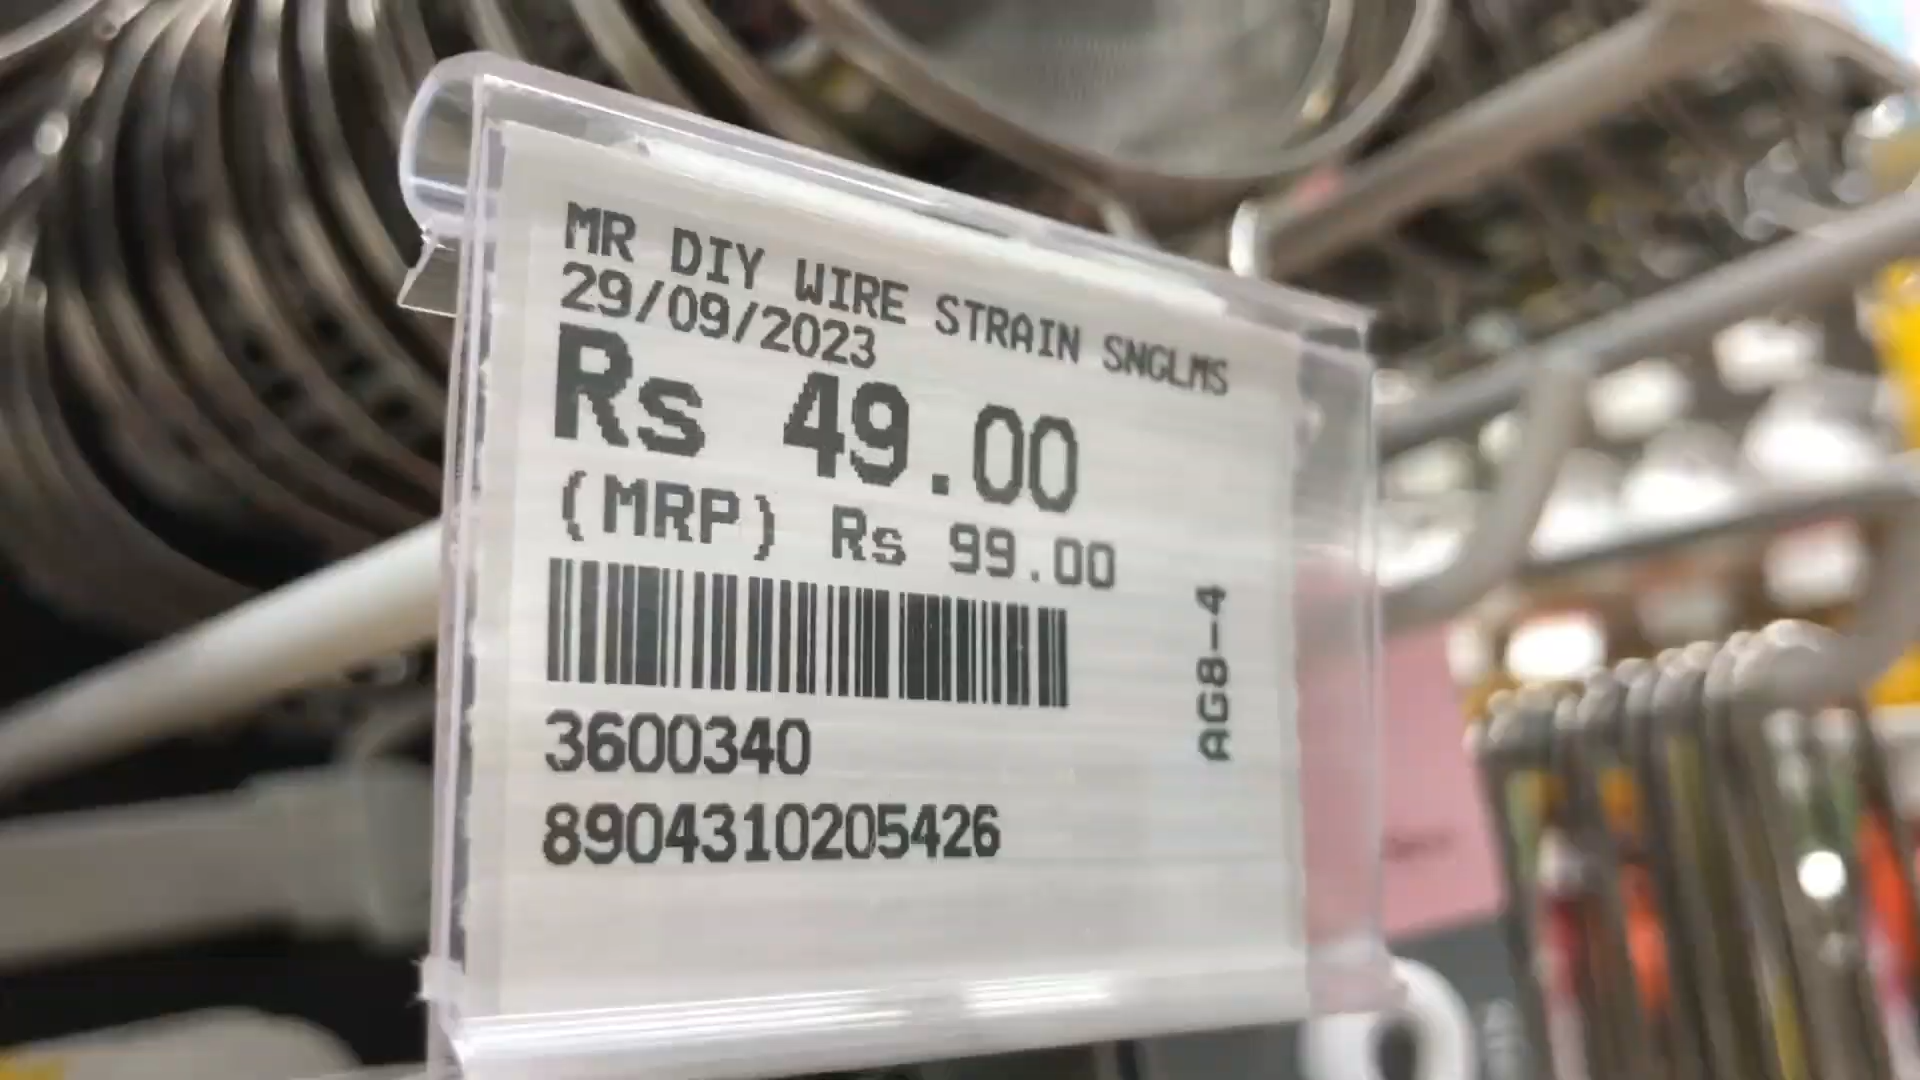 MR DIY WIRE STRAIN SNGLMS
29/09/2023
Rs 49.00
(MRP) Rs 99.00
3600340
8904310205426
AG8-4